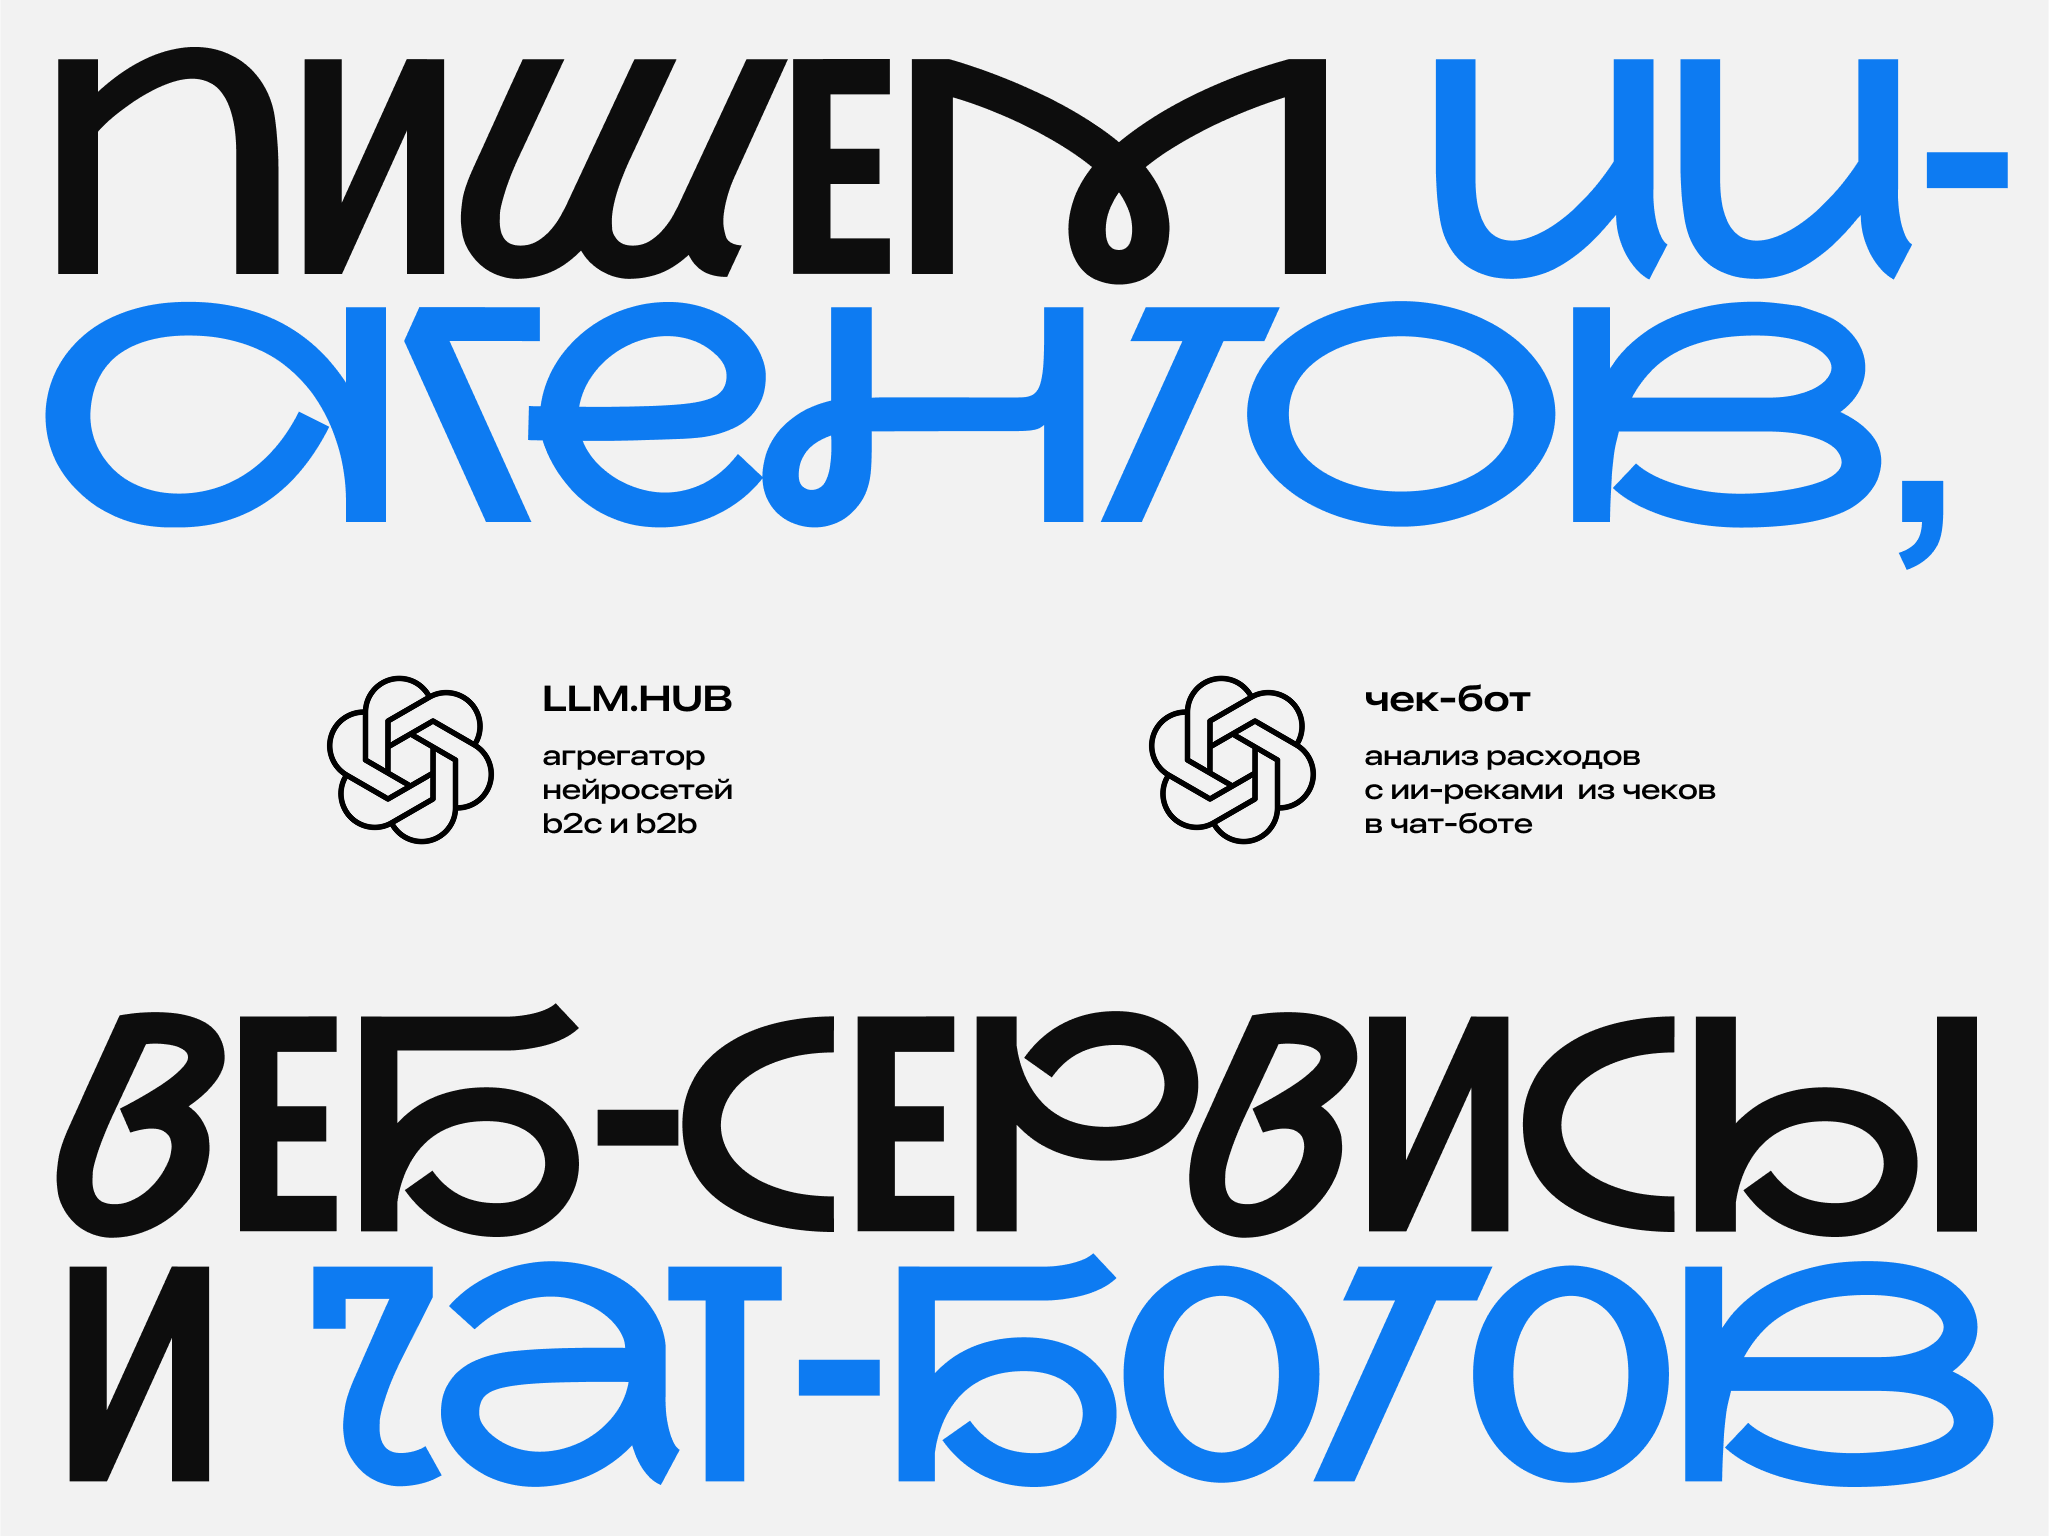 пишем ии-
агентов,
LLM.HUB
агрегатор
нейросетей
b2c и b2b
чек-бот
анализ расходов
с ии-реками  из чеков
в чат-боте
веб-сервисы
и чат-ботов